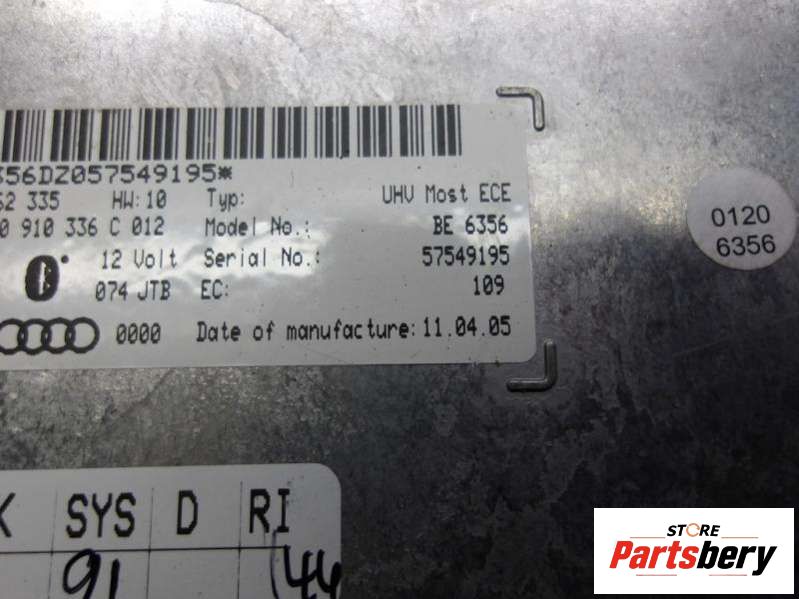 356DZ057549195*
62 335 HW:10 Typ: UHV Most ECE
0 910 336 C 012 Model No.: BE 6356
12 Volt Serial No.: 57549195
074 JTB EC: 109
0000 Date of manufacture: 11.04.05
0120
6356
K SYS D RI
91 44
STORE
Partsbery